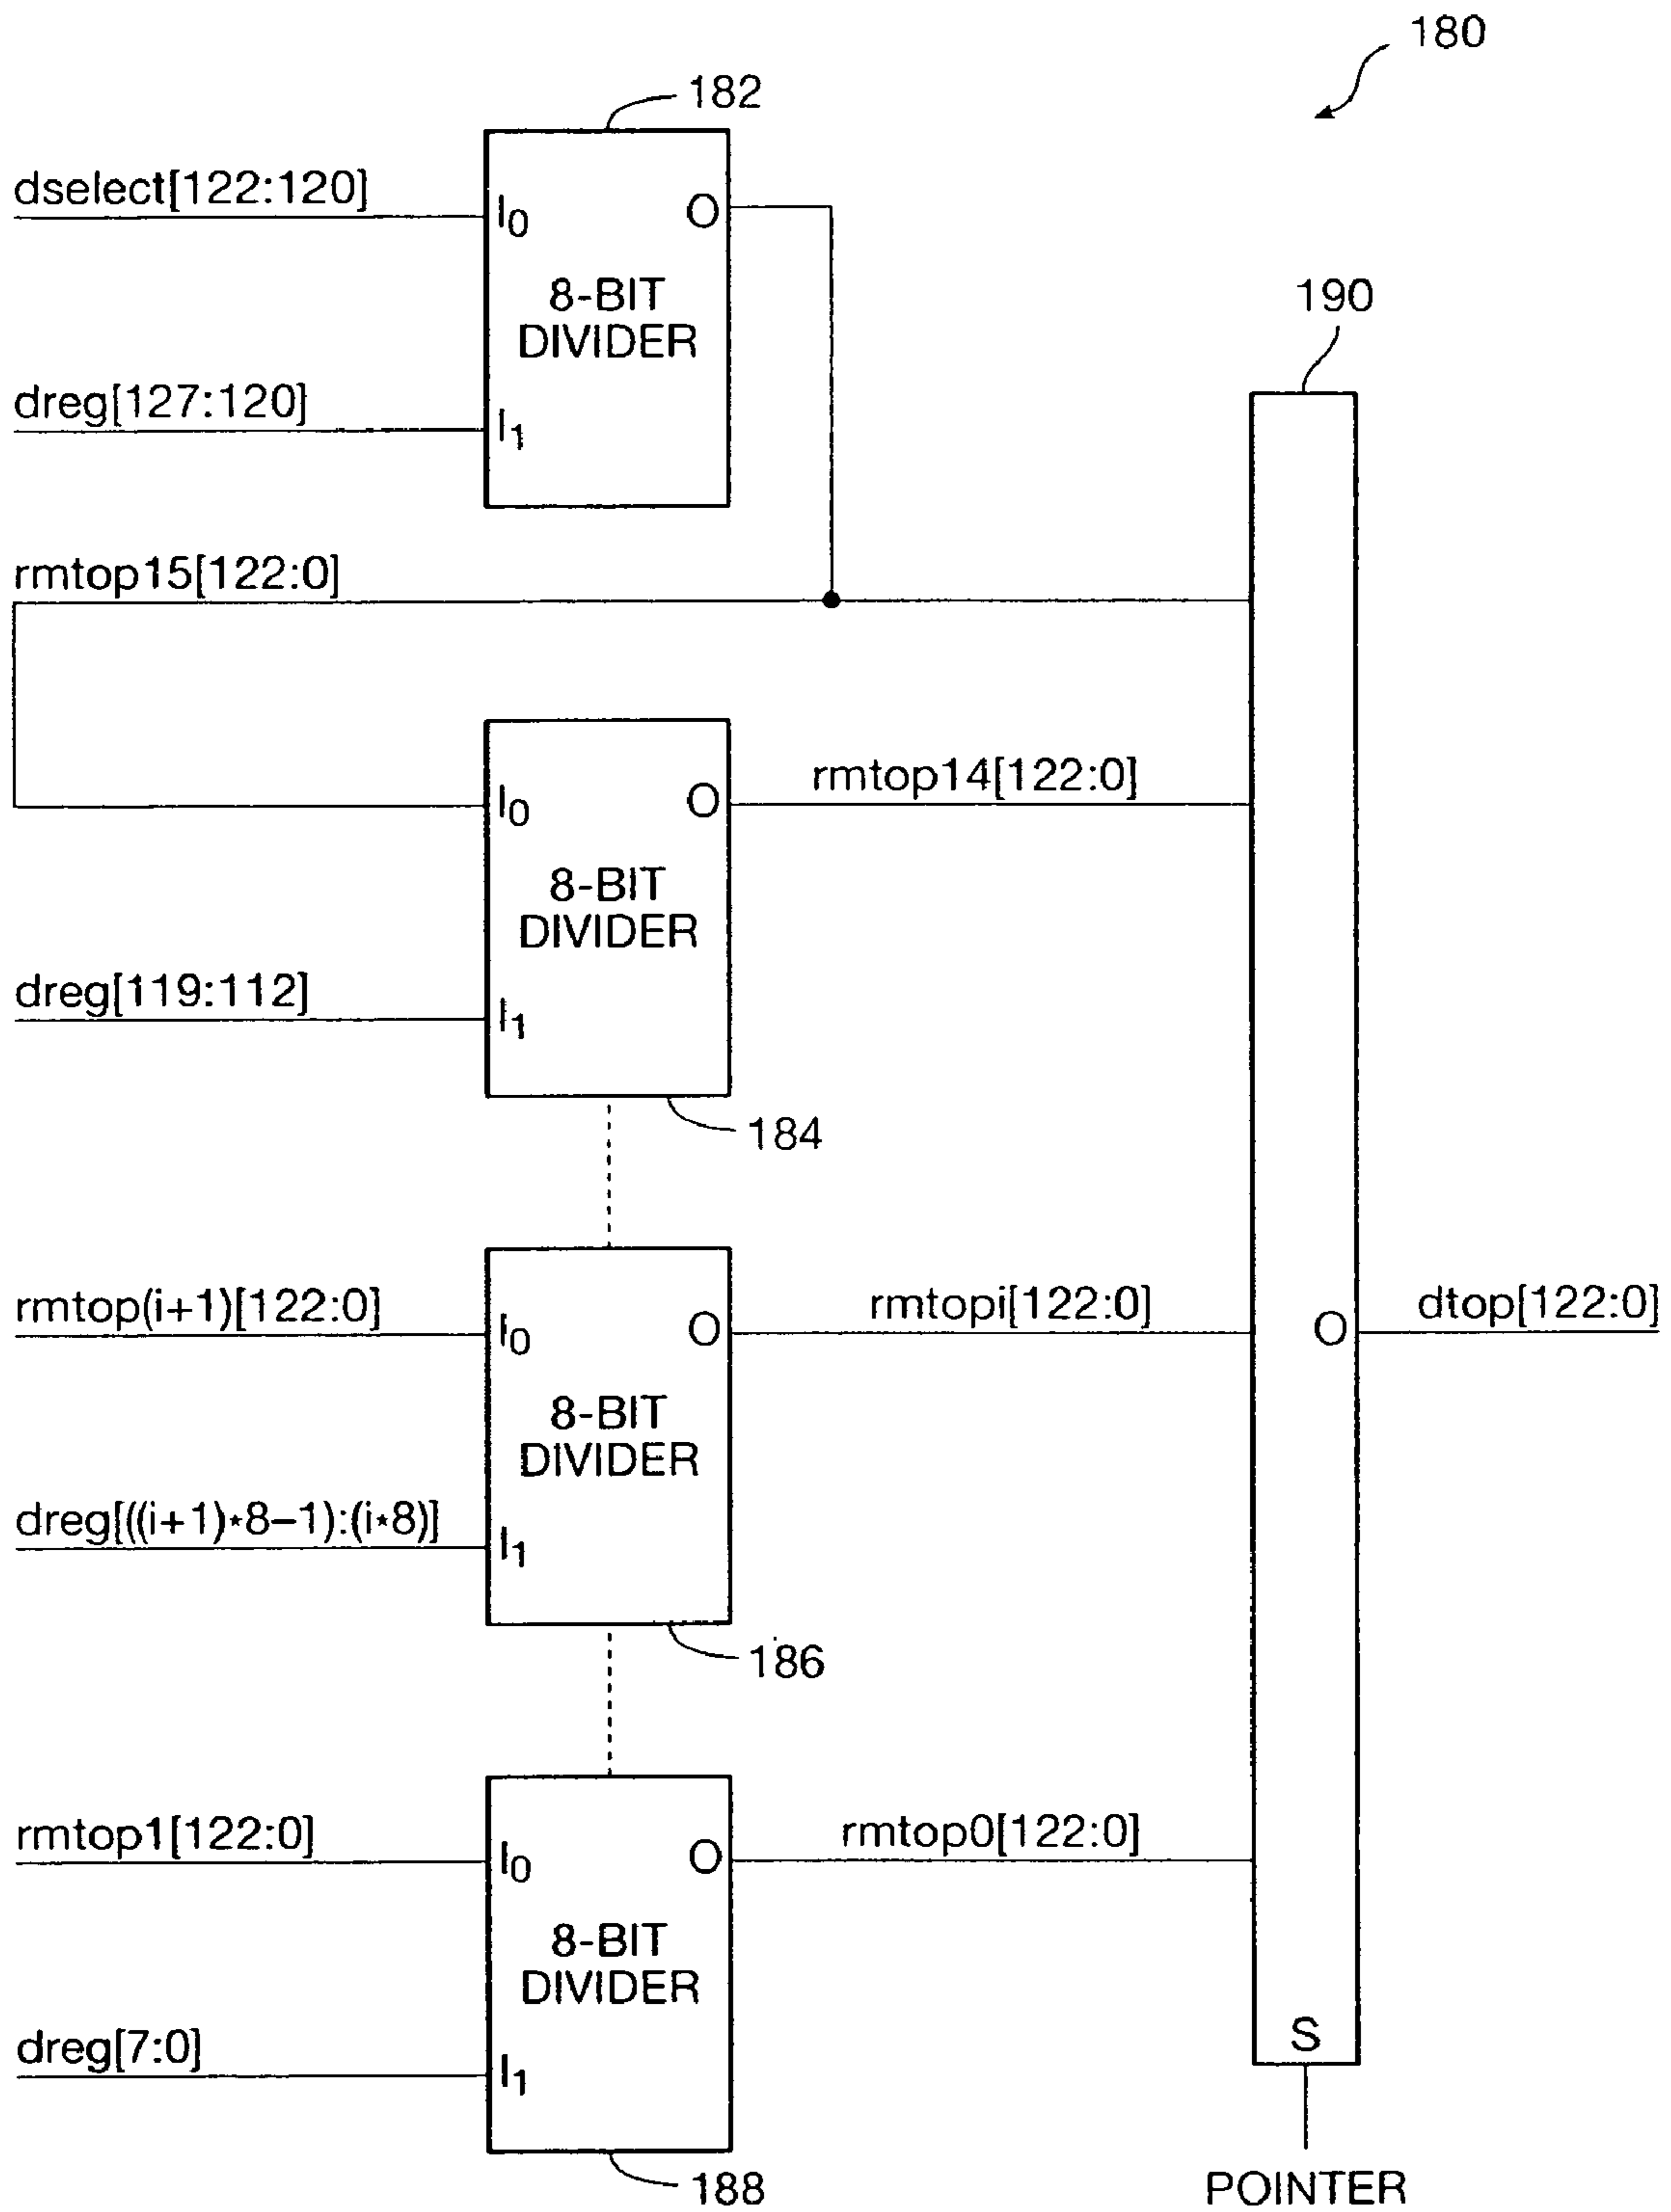 180
182
dselect[122:120]
I0
O
8-BIT
DIVIDER
190
dreg[127:120]
I1
rmtop15[122:0]
I0
O
rmtop14[122:0]
8-BIT
DIVIDER
dreg[119:112]
I1
184
rmtop(i+1)[122:0]
I0
O
rmtopi[122:0]
O
dtop[122:0]
8-BIT
DIVIDER
dreg[((i+1)*8–1):(i*8)]
I1
186
rmtop1[122:0]
I0
O
rmtop0[122:0]
8-BIT
DIVIDER
dreg[7:0]
I1
S
188
POINTER